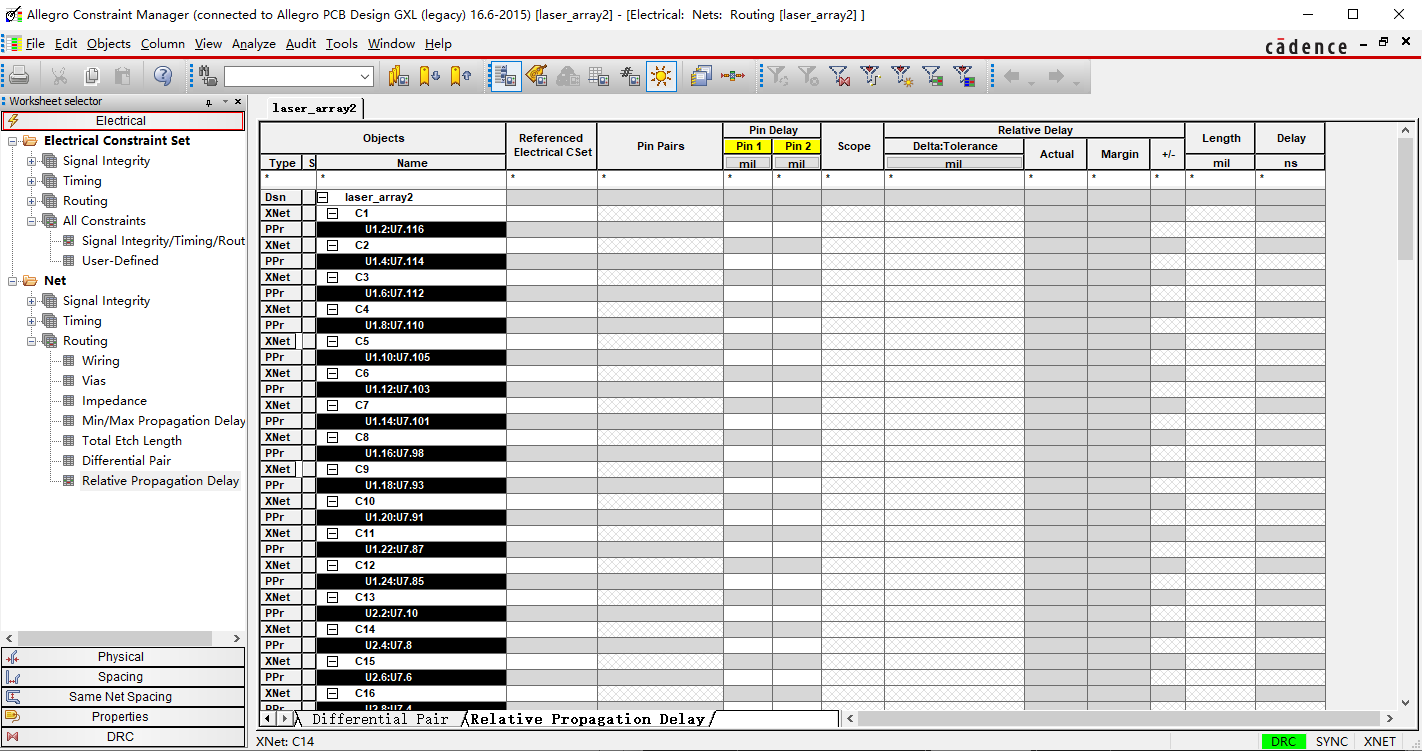 Allegro Constraint Manager (connected to Allegro PCB Design GXL (legacy) 16.6-2015) [laser_array2] - [Electrical: Nets: Routing [laser_array2] ]
File Edit Objects Column View Analyze Audit Tools Window Help
cādence
Worksheet selector
Electrical
Electrical Constraint Set
Signal Integrity
Timing
Routing
All Constraints
Signal Integrity/Timing/Rout
User-Defined
Net
Signal Integrity
Timing
Routing
Wiring
Vias
Impedance
Min/Max Propagation Delay
Total Etch Length
Differential Pair
Relative Propagation Delay
Physical
Spacing
Same Net Spacing
Properties
DRC
laser_array2
Objects Referenced Electrical CSet Pin Pairs Pin Delay Scope Relative Delay Length Delay
Pin 1 Pin 2 Delta:Tolerance Actual Margin +/-
Type S Name mil mil mil mil ns
* * * * * * * * * * * * *
Dsn laser_array2
XNet C1
PPr U1.2:U7.116
XNet C2
PPr U1.4:U7.114
XNet C3
PPr U1.6:U7.112
XNet C4
PPr U1.8:U7.110
XNet C5
PPr U1.10:U7.105
XNet C6
PPr U1.12:U7.103
XNet C7
PPr U1.14:U7.101
XNet C8
PPr U1.16:U7.98
XNet C9
PPr U1.18:U7.93
XNet C10
PPr U1.20:U7.91
XNet C11
PPr U1.22:U7.87
XNet C12
PPr U1.24:U7.85
XNet C13
PPr U2.2:U7.10
XNet C14
PPr U2.4:U7.8
XNet C15
PPr U2.6:U7.6
XNet C16
PPr U2.8:U7.4
Differential Pair Relative Propagation Delay
XNet: C14 DRC SYNC XNET